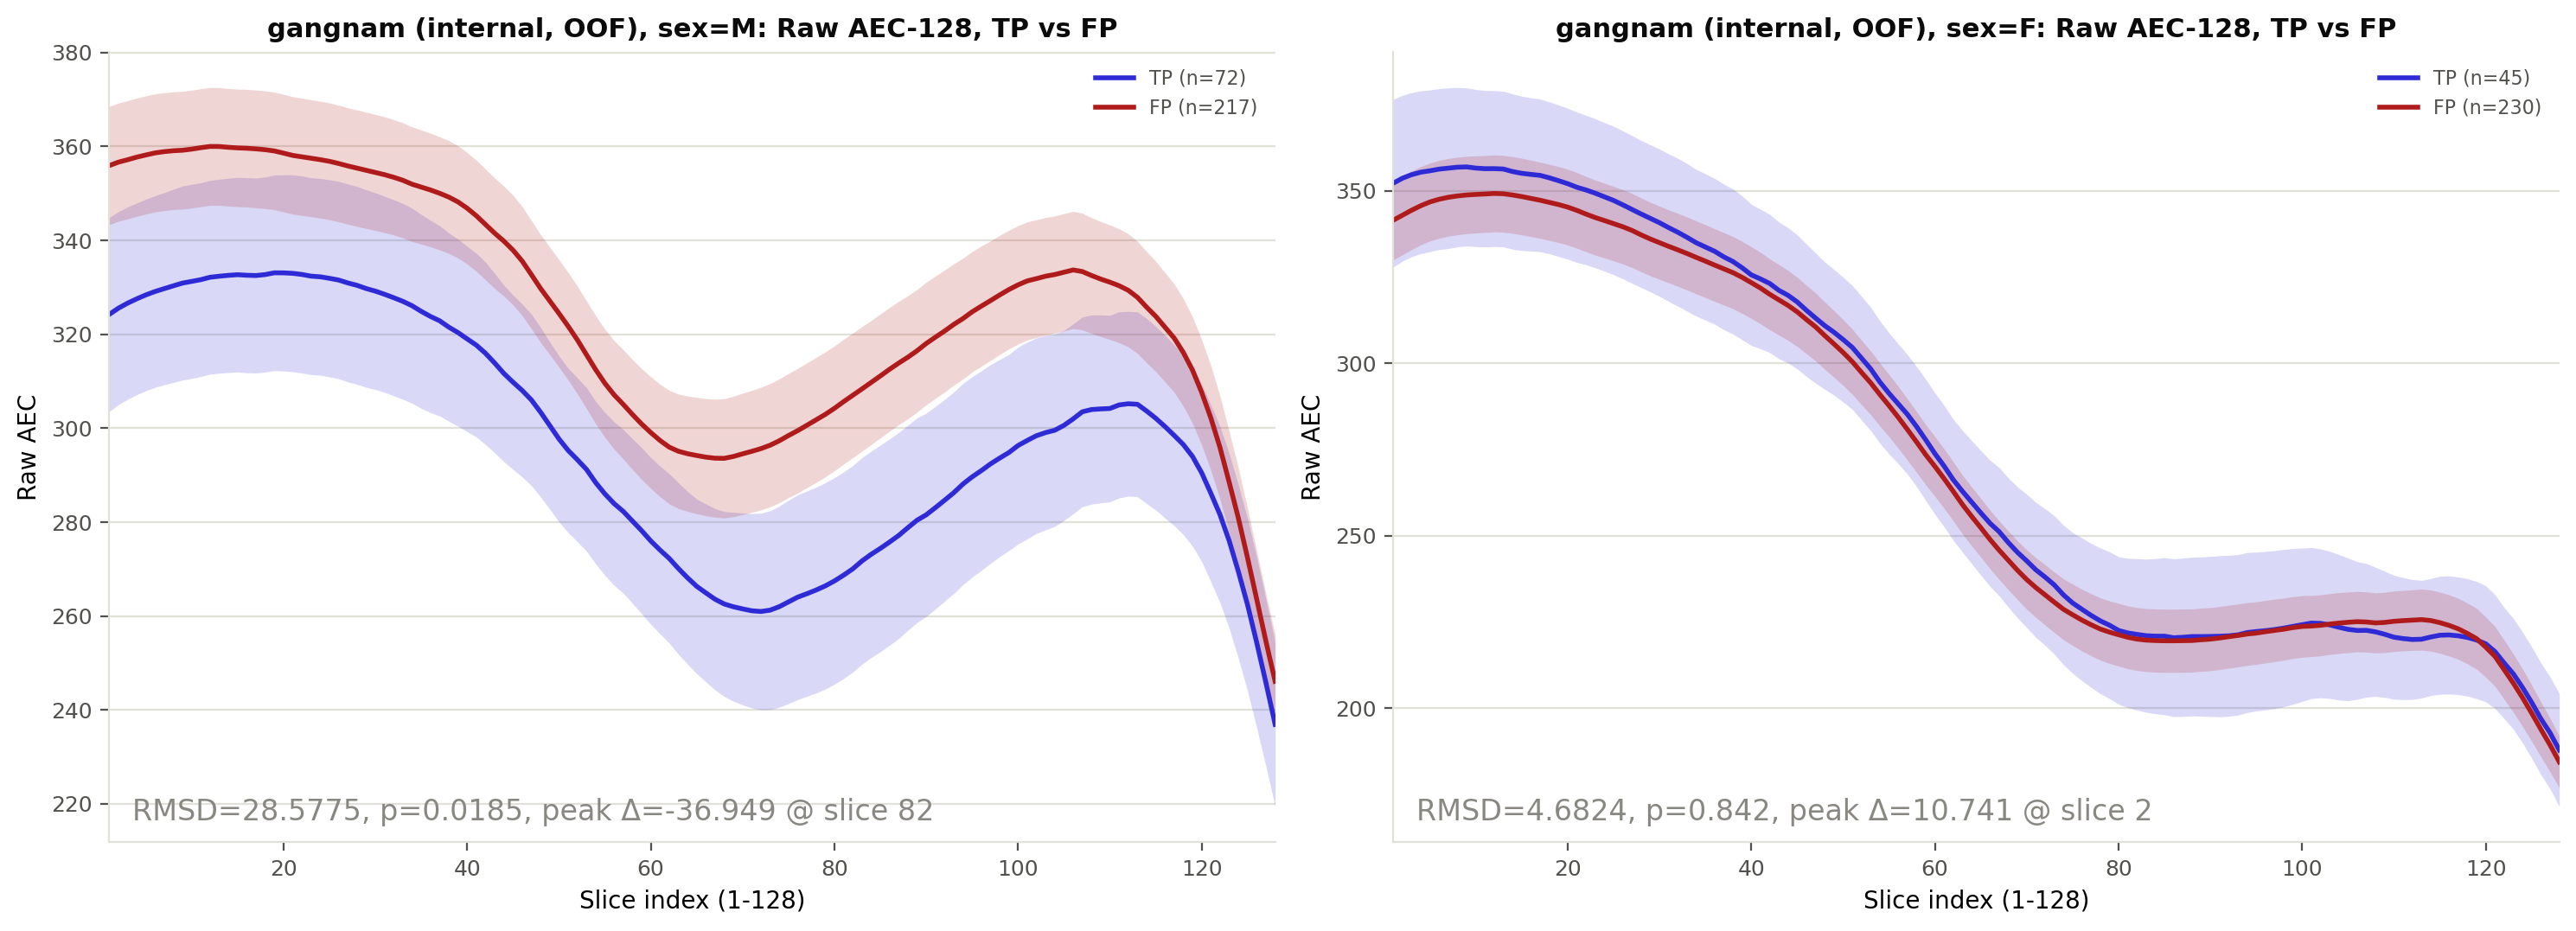 gangnam (internal, OOF), sex=M: Raw AEC-128, TP vs FP
TP (n=72)
FP (n=217)
Raw AEC
380
360
340
320
300
280
260
240
220
RMSD=28.5775, p=0.0185, peak Δ=-36.949 @ slice 82
20 40 60 80 100 120
Slice index (1-128)
gangnam (internal, OOF), sex=F: Raw AEC-128, TP vs FP
TP (n=45)
FP (n=230)
Raw AEC
350
300
250
200
RMSD=4.6824, p=0.842, peak Δ=10.741 @ slice 2
20 40 60 80 100 120
Slice index (1-128)